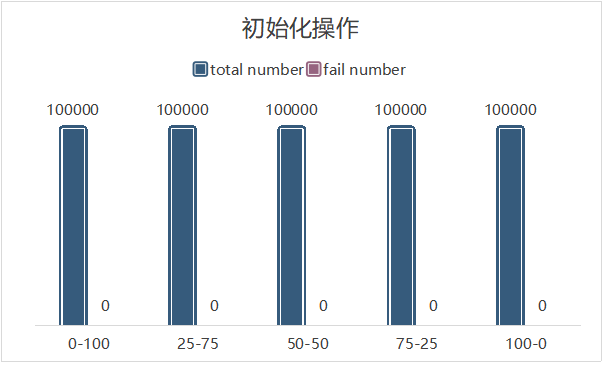 初始化操作
total number fail number
100000 100000 100000 100000 100000
0 0 0 0 0
0-100 25-75 50-50 75-25 100-0